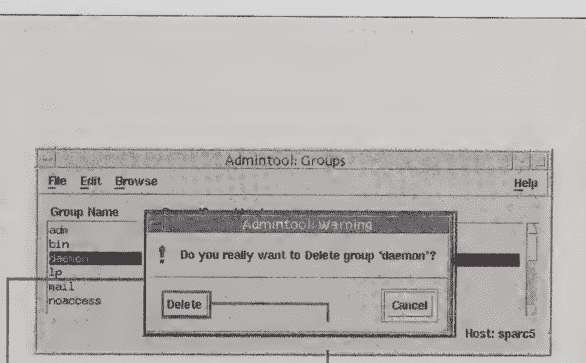 Admintool: Groups
File Edit Browse Help
Group Name
adm
bin
daemon
lp
mail
noaccess
Admintool: Warning
Do you really want to Delete group 'daemon'?
Delete Cancel
Host: sparc5